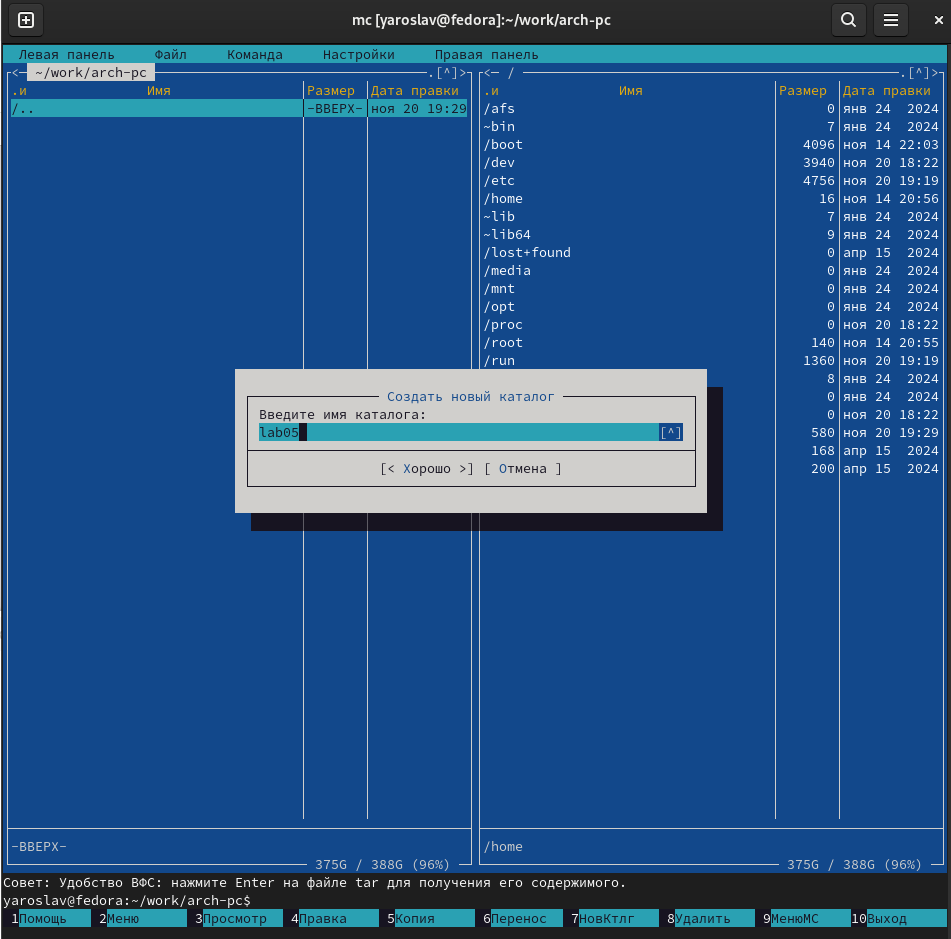 mc [yaroslav@fedora]:~/work/arch-pc
Левая панель Файл Команда Настройки Правая панель
<- ~/work/arch-pc .[^]> <- / .[^]>
.и Имя Размер Дата правки .и Имя Размер Дата правки
/.. -ВВЕРХ- ноя 20 19:29 /afs 0 янв 24 2024
~bin 7 янв 24 2024
/boot 4096 ноя 14 22:03
/dev 3940 ноя 20 18:22
/etc 4756 ноя 20 19:19
/home 16 ноя 14 20:56
~lib 7 янв 24 2024
~lib64 9 янв 24 2024
/lost+found 0 апр 15 2024
/media 0 янв 24 2024
/mnt 0 янв 24 2024
/opt 0 янв 24 2024
/proc 0 ноя 20 18:22
/root 140 ноя 14 20:55
/run 1360 ноя 20 19:19
8 янв 24 2024
Создать новый каталог 0 янв 24 2024
Введите имя каталога: 0 ноя 20 18:22
lab05 [^] 580 ноя 20 19:29
168 апр 15 2024
[< Хорошо >] [ Отмена ] 200 апр 15 2024
-ВВЕРХ- /home
375G / 388G (96%) 375G / 388G (96%)
Совет: Удобство ВФС: нажмите Enter на файле tar для получения его содержимого.
yaroslav@fedora:~/work/arch-pc$
1Помощь 2Меню 3Просмотр 4Правка 5Копия 6Перенос 7НовКтлг 8Удалить 9МенюMC 10Выход